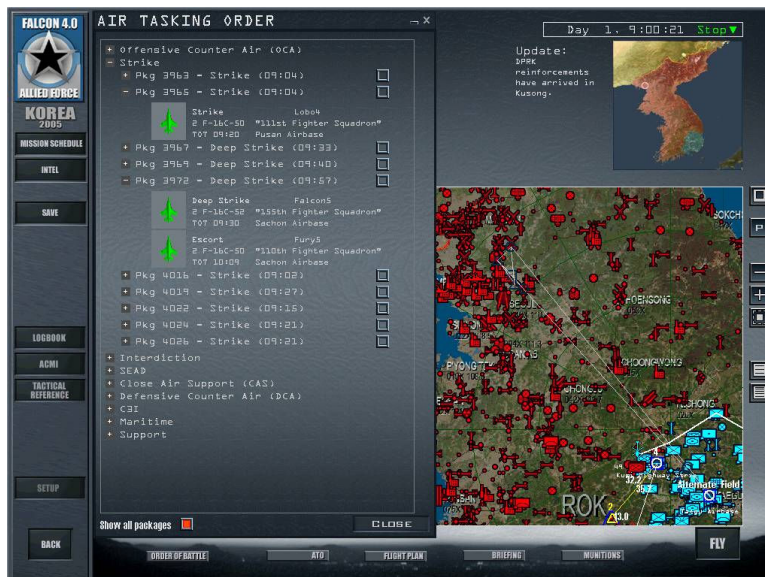 FALCON 4.0
ALLIED FORCE
KOREA
2005
MISSION SCHEDULE
INTEL
SAVE
LOGBOOK
ACMI
TACTICAL
REFERENCE
SETUP
BACK
AIR TASKING ORDER
+ Offensive Counter Air (OCA)
- Strike
+ Pkg 3963 - Strike (09:04)
- Pkg 3965 - Strike (09:04)
Strike Lobo4
2 F-16C-50 "111st Fighter Squadron"
TOT 09:20 Pusan Airbase
+ Pkg 3967 - Deep Strike (09:33)
+ Pkg 3969 - Deep Strike (09:40)
- Pkg 3972 - Deep Strike (09:57)
Deep Strike Falcon5
2 F-16C-52 "155th Fighter Squadron"
TOT 09:30 Sachon Airbase
Escort Fury5
2 F-16C-50 "110th Fighter Squadron"
TOT 10:09 Sachon Airbase
+ Pkg 4016 - Strike (09:02)
+ Pkg 4019 - Strike (09:27)
+ Pkg 4022 - Strike (09:15)
+ Pkg 4024 - Strike (09:21)
+ Pkg 4026 - Strike (09:21)
+ Interdiction
+ SEAD
+ Close Air Support (CAS)
+ Defensive Counter Air (DCA)
+ C3I
+ Maritime
+ Support
Show all packages
CLOSE
Day 1, 9:00:21 Stop
Update:
DPRK
reinforcements
have arrived in
Kusong.
SOKCH
P
HOENSONG
SEOUL
CHOONGWONG
4
Alternate Field:
52.2
ROK
2
ORDER OF BATTLE
ATO
FLIGHT PLAN
BRIEFING
MUNITIONS
FLY